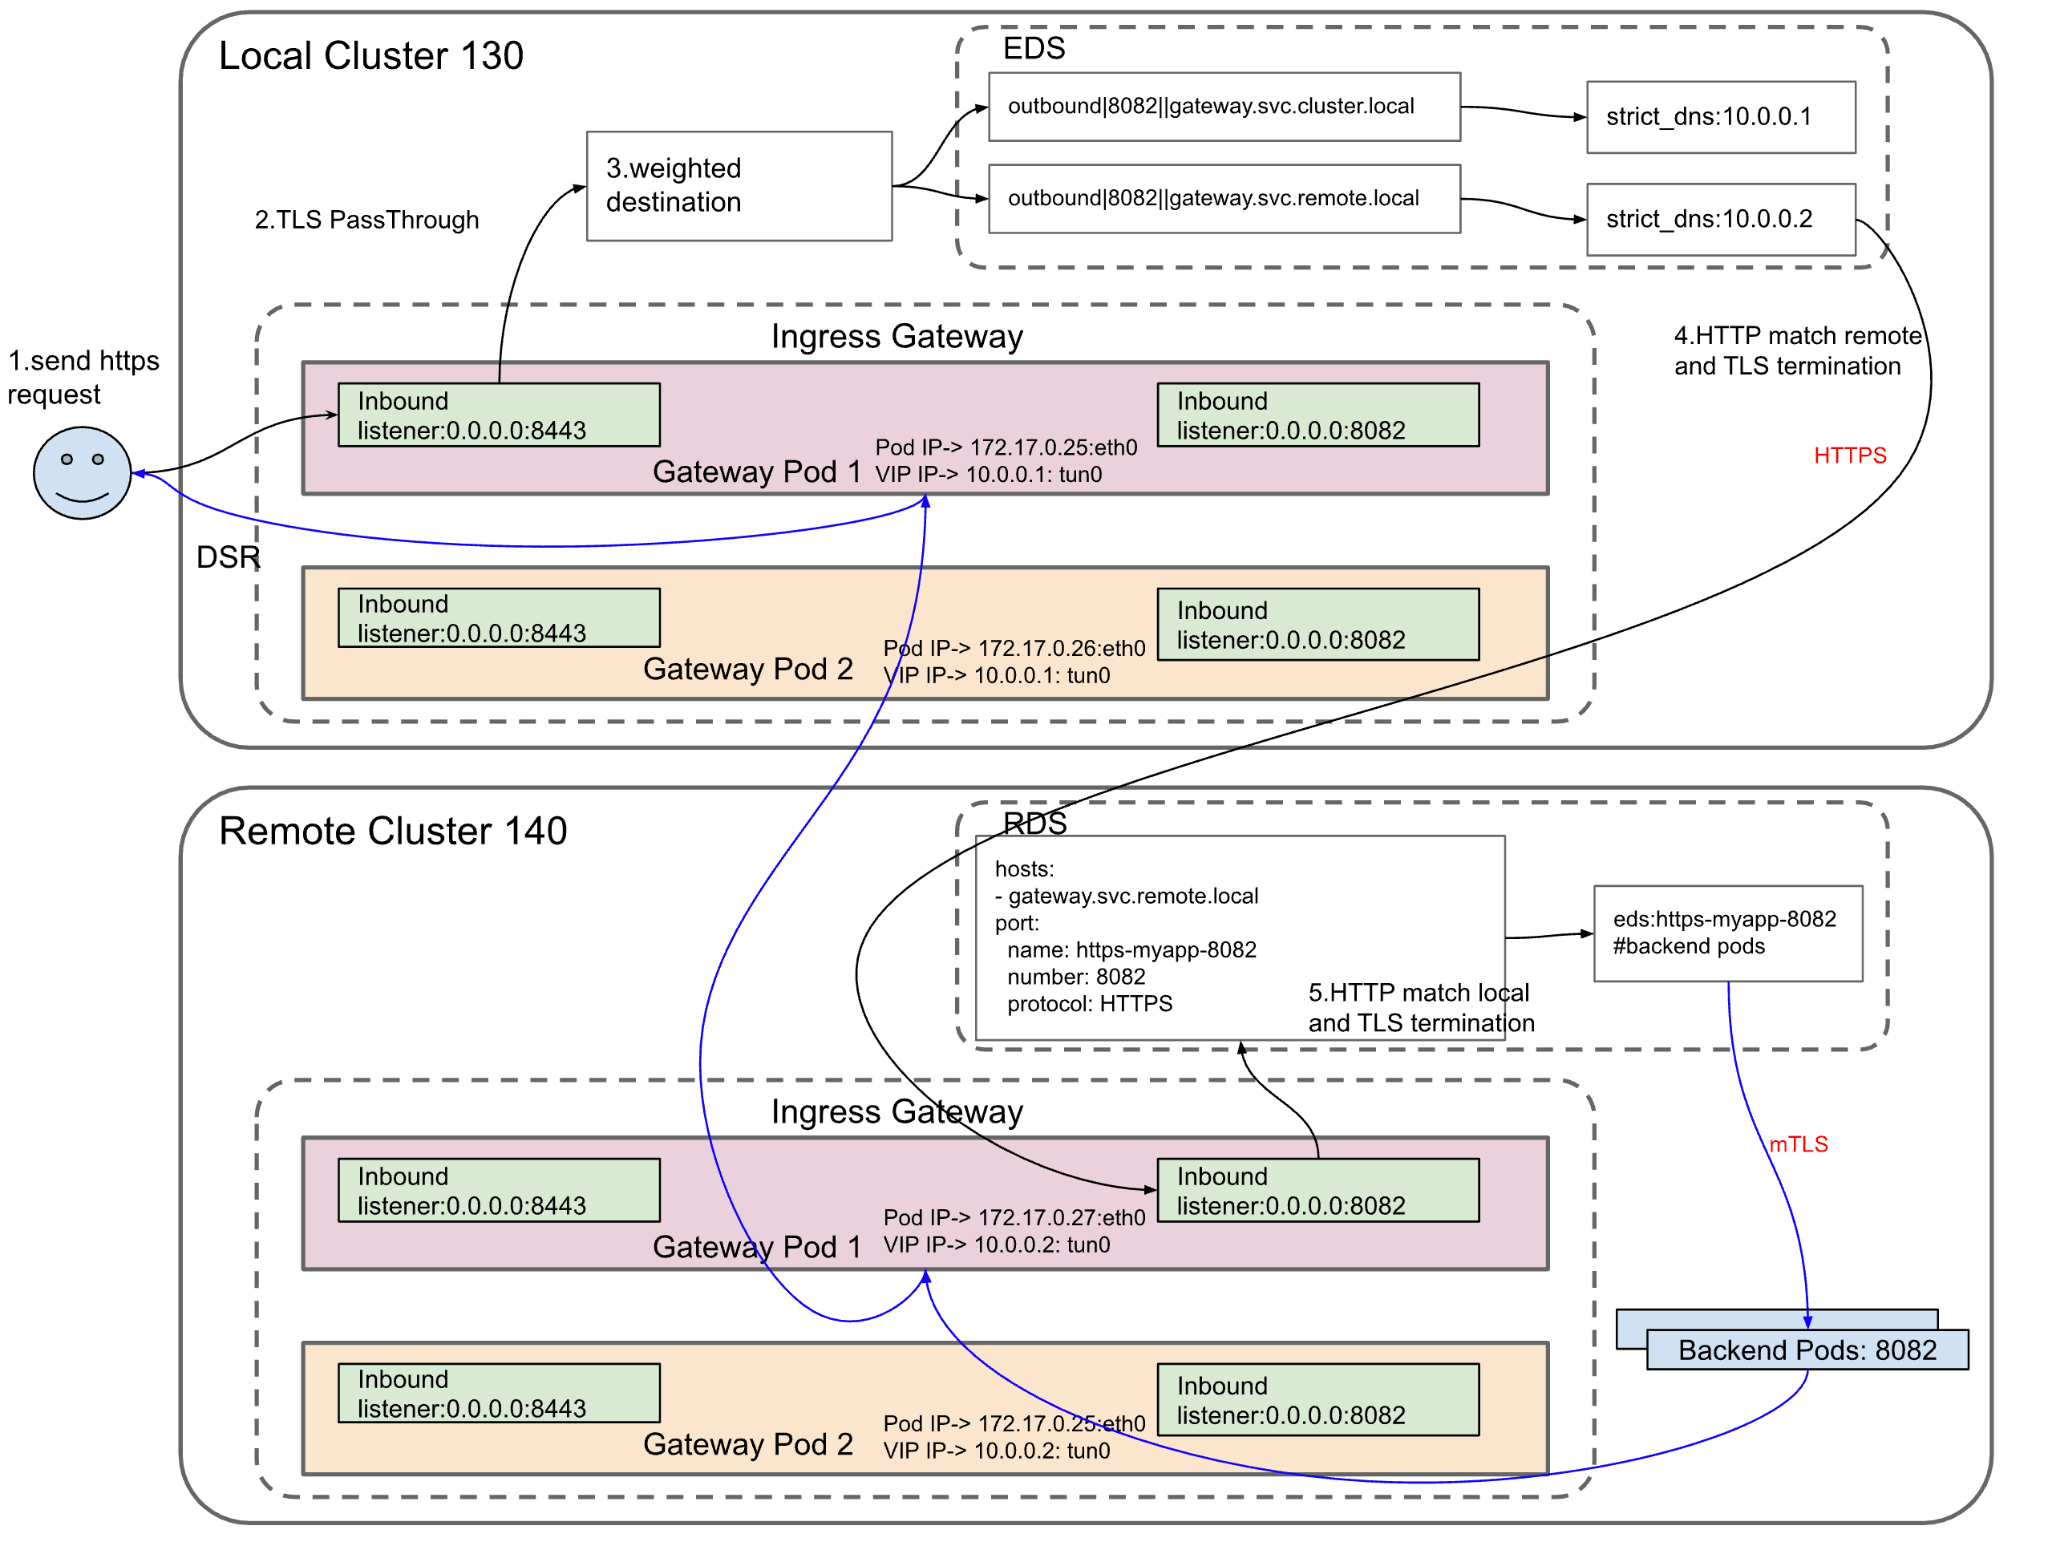 Local Cluster 130
EDS
outbound|8082||gateway.svc.cluster.local
strict_dns:10.0.0.1
3.weighted
destination
outbound|8082||gateway.svc.remote.local
strict_dns:10.0.0.2
2.TLS PassThrough
Ingress Gateway
4.HTTP match remote
and TLS termination
1.send https
request
Inbound
listener:0.0.0.0:8443
Inbound
listener:0.0.0.0:8082
HTTPS
Gateway Pod 1
Pod IP-> 172.17.0.25:eth0
VIP IP-> 10.0.0.1: tun0
DSR
Inbound
listener:0.0.0.0:8443
Inbound
listener:0.0.0.0:8082
Gateway Pod 2
Pod IP-> 172.17.0.26:eth0
VIP IP-> 10.0.0.1: tun0
Remote Cluster 140
RDS
hosts:
- gateway.svc.remote.local
port:
name: https-myapp-8082
number: 8082
protocol: HTTPS
eds:https-myapp-8082
#backend pods
5.HTTP match local
and TLS termination
Ingress Gateway
Inbound
listener:0.0.0.0:8443
Inbound
listener:0.0.0.0:8082
mTLS
Gateway Pod 1
Pod IP-> 172.17.0.27:eth0
VIP IP-> 10.0.0.2: tun0
Backend Pods: 8082
Inbound
listener:0.0.0.0:8443
Inbound
listener:0.0.0.0:8082
Gateway Pod 2
Pod IP-> 172.17.0.25:eth0
VIP IP-> 10.0.0.2: tun0